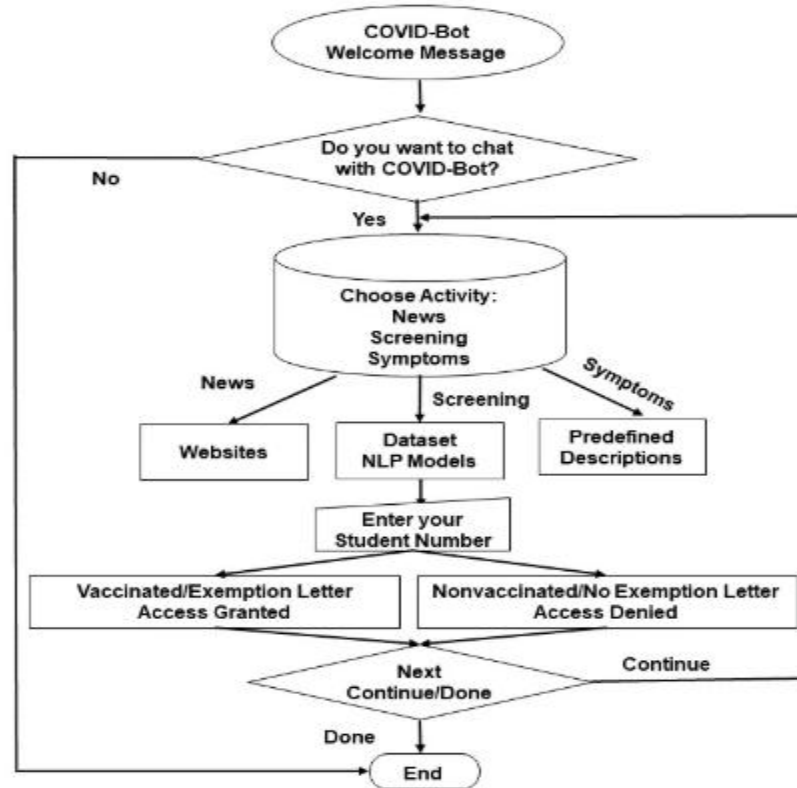 COVID-Bot
Welcome Message
Do you want to chat
with COVID-Bot?
No
Yes
Choose Activity:
News
Screening
Symptoms
News
Screening
Symptoms
Websites
Dataset
NLP Models
Predefined
Descriptions
Enter your
Student Number
Vaccinated/Exemption Letter
Access Granted
Nonvaccinated/No Exemption Letter
Access Denied
Next
Continue/Done
Continue
Done
End